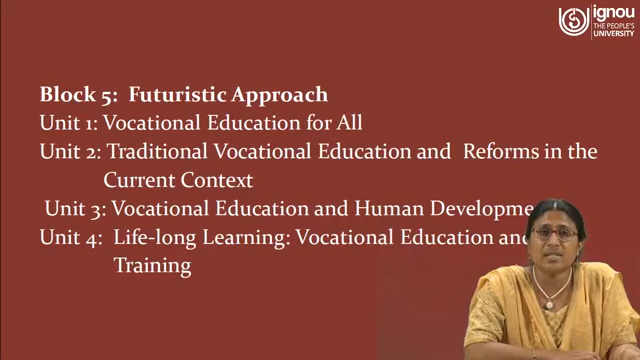 ignou
THE PEOPLE'S
UNIVERSITY
Block 5: Futuristic Approach
Unit 1: Vocational Education for All
Unit 2: Traditional Vocational Education and Reforms in the
Current Context
Unit 3: Vocational Education and Human Developme
Unit 4: Life-long Learning: Vocational Education and
Training